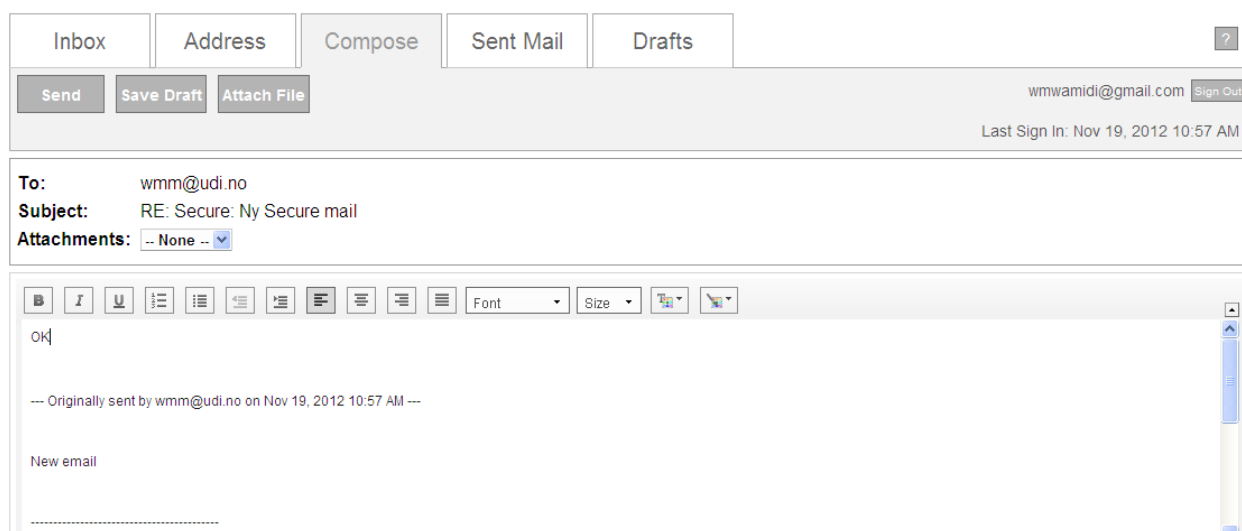 Inbox Address Compose Sent Mail Drafts ?
Send Save Draft Attach File wmwamidi@gmail.com Sign Out
Last Sign In: Nov 19, 2012 10:57 AM
To: wmm@udi.no
Subject: RE: Secure: Ny Secure mail
Attachments: -- None --
B I U Font Size
OK
--- Originally sent by wmm@udi.no on Nov 19, 2012 10:57 AM ---
New email
------------------------------------------